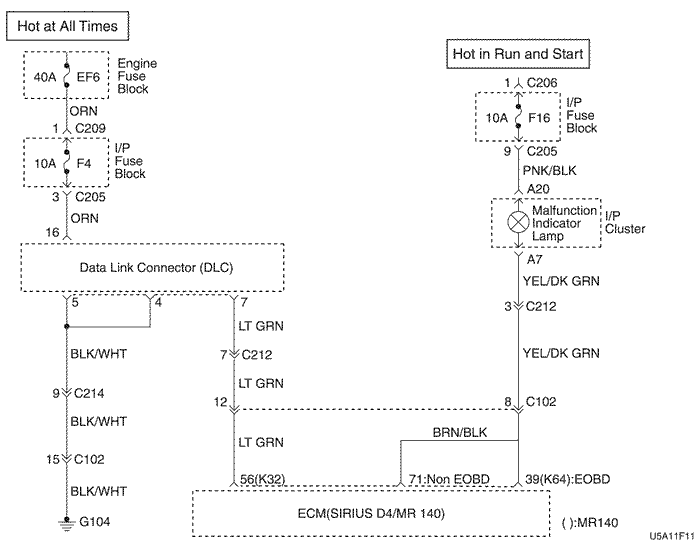 Hot at All Times
Hot in Run and Start
40A EF6
Engine
Fuse
Block
ORN
1 C209
10A F4
I/P
Fuse
Block
3 C205
ORN
16
Data Link Connector (DLC)
5 4 7
1 C206
10A F16
I/P
Fuse
Block
9 C205
PNK/BLK
A20
Malfunction
Indicator
Lamp
I/P
Cluster
A7
YEL/DK GRN
3 C212
YEL/DK GRN
8 C102
LT GRN
7 C212
LT GRN
12
LT GRN
BLK/WHT
9 C214
BLK/WHT
15 C102
BLK/WHT
G104
BRN/BLK
56(K32) 71:Non EOBD 39(K64):EOBD
ECM(SIRIUS D4/MR 140)
( ):MR140
U5A11F11